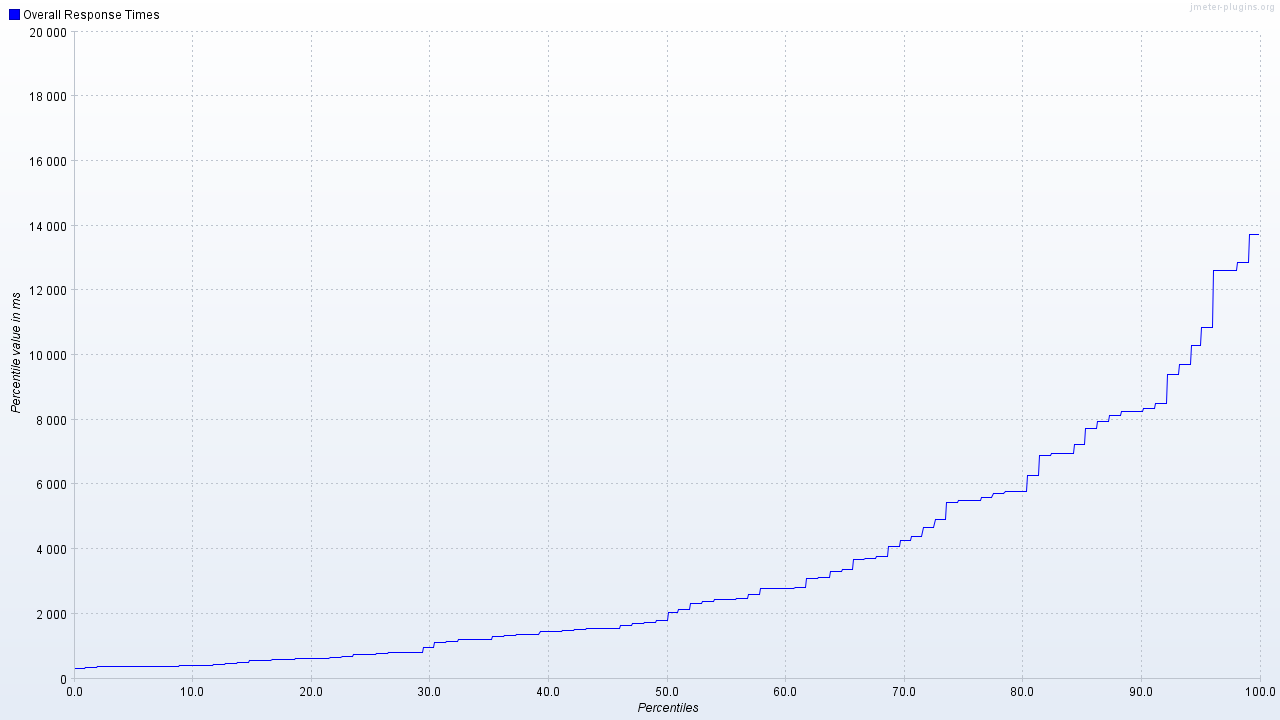 jmeter-plugins.org
Overall Response Times
20 000
18 000
16 000
14 000
12 000
10 000
8 000
6 000
4 000
2 000
0
Percentile value in ms
0.0 10.0 20.0 30.0 40.0 50.0 60.0 70.0 80.0 90.0 100.0
Percentiles